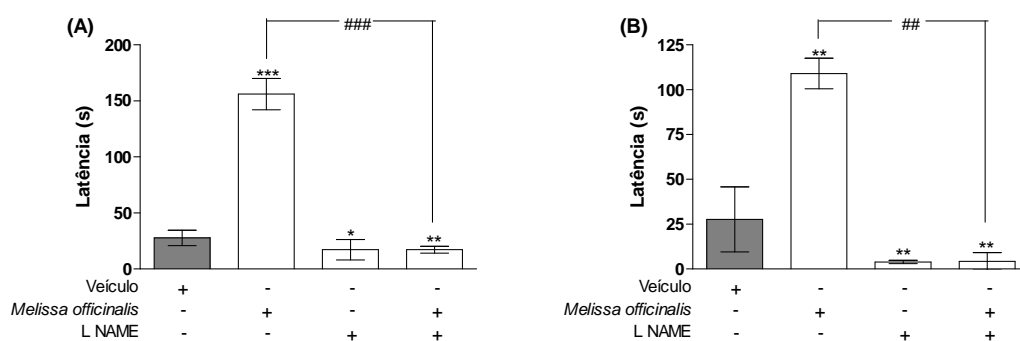 (A)
###
200
***
150
Latência (s)
100
50
*
**
0
Veículo + - - -
Melissa officinalis - + - +
L NAME - - + +
(B)
##
125
**
100
Latência (s)
75
50
25
**
**
0
+ - - -
- + - +
- - + +
Veículo
Melissa officinalis
L NAME